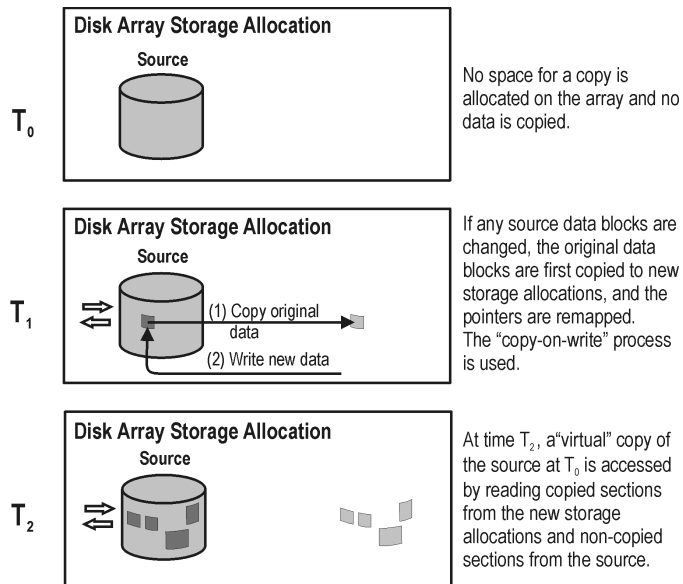 Disk Array Storage Allocation
Source
T0
No space for a copy is
allocated on the array and no
data is copied.
Disk Array Storage Allocation
Source
T1
(1) Copy original
data
(2) Write new data
If any source data blocks are
changed, the original data
blocks are first copied to new
storage allocations, and the
pointers are remapped.
The “copy-on-write” process
is used.
Disk Array Storage Allocation
Source
T2
At time T2, a“virtual” copy of
the source at T0 is accessed
by reading copied sections
from the new storage
allocations and non-copied
sections from the source.